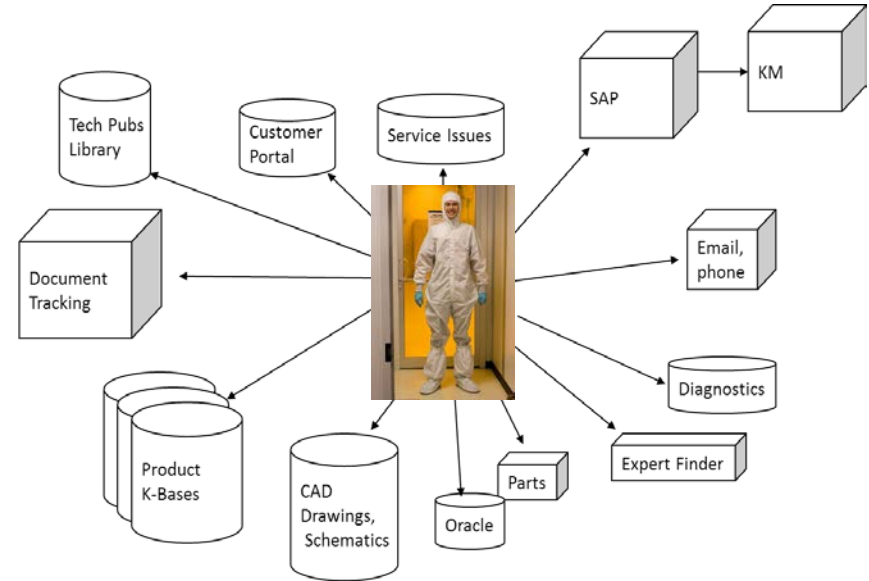 SAP
KM
Tech Pubs
Library
Customer
Portal
Service Issues
Document
Tracking
Email,
phone
Diagnostics
Product
K-Bases
CAD
Drawings,
Schematics
Oracle
Parts
Expert Finder